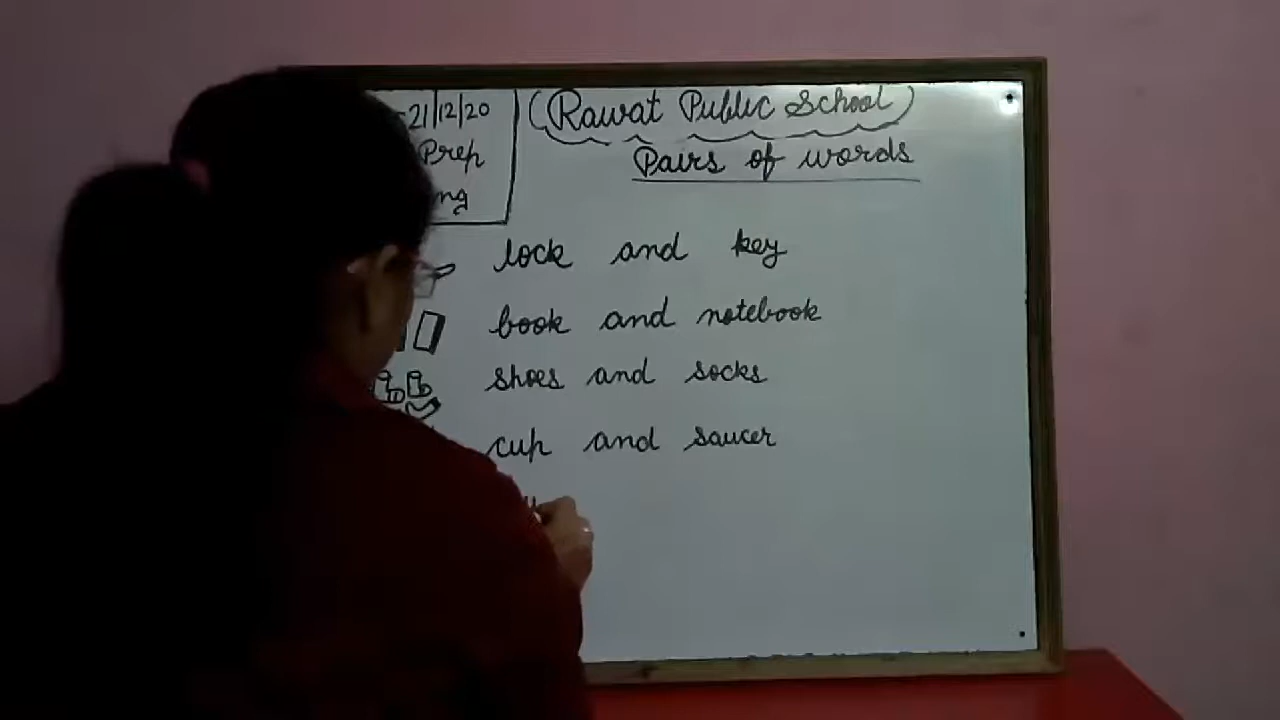 21/12/20
Prep
(Rawat Public School)
Pairs of words
lock and key
book and notebook
shoes and socks
cup and saucer